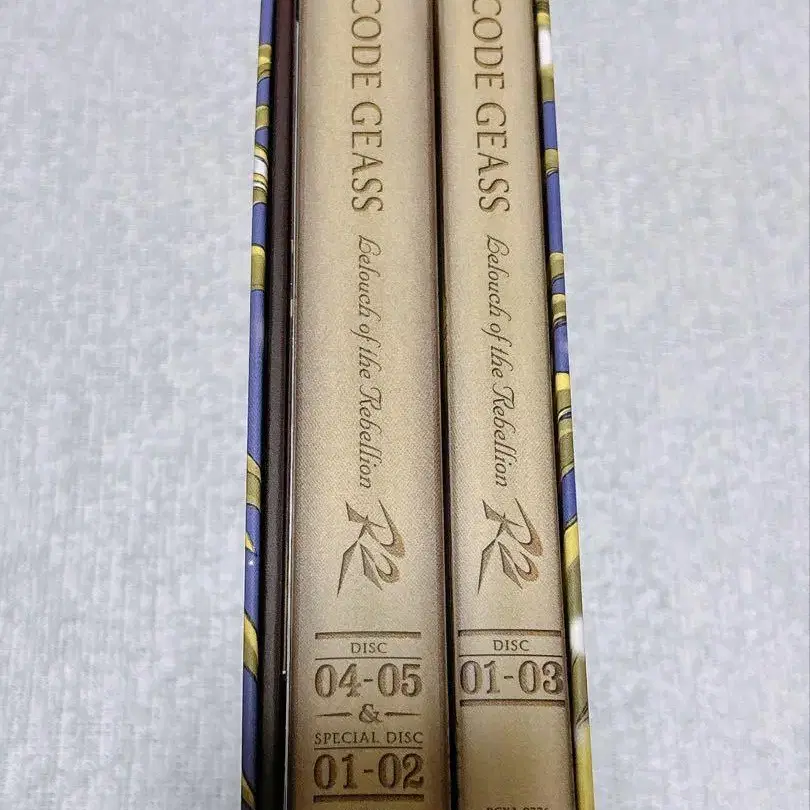 CODE GEASS
Lelouch of the Rebellion
R2
DISC
04-05
&
SPECIAL DISC
01-02
CODE GEASS
Lelouch of the Rebellion
R2
DISC
01-03